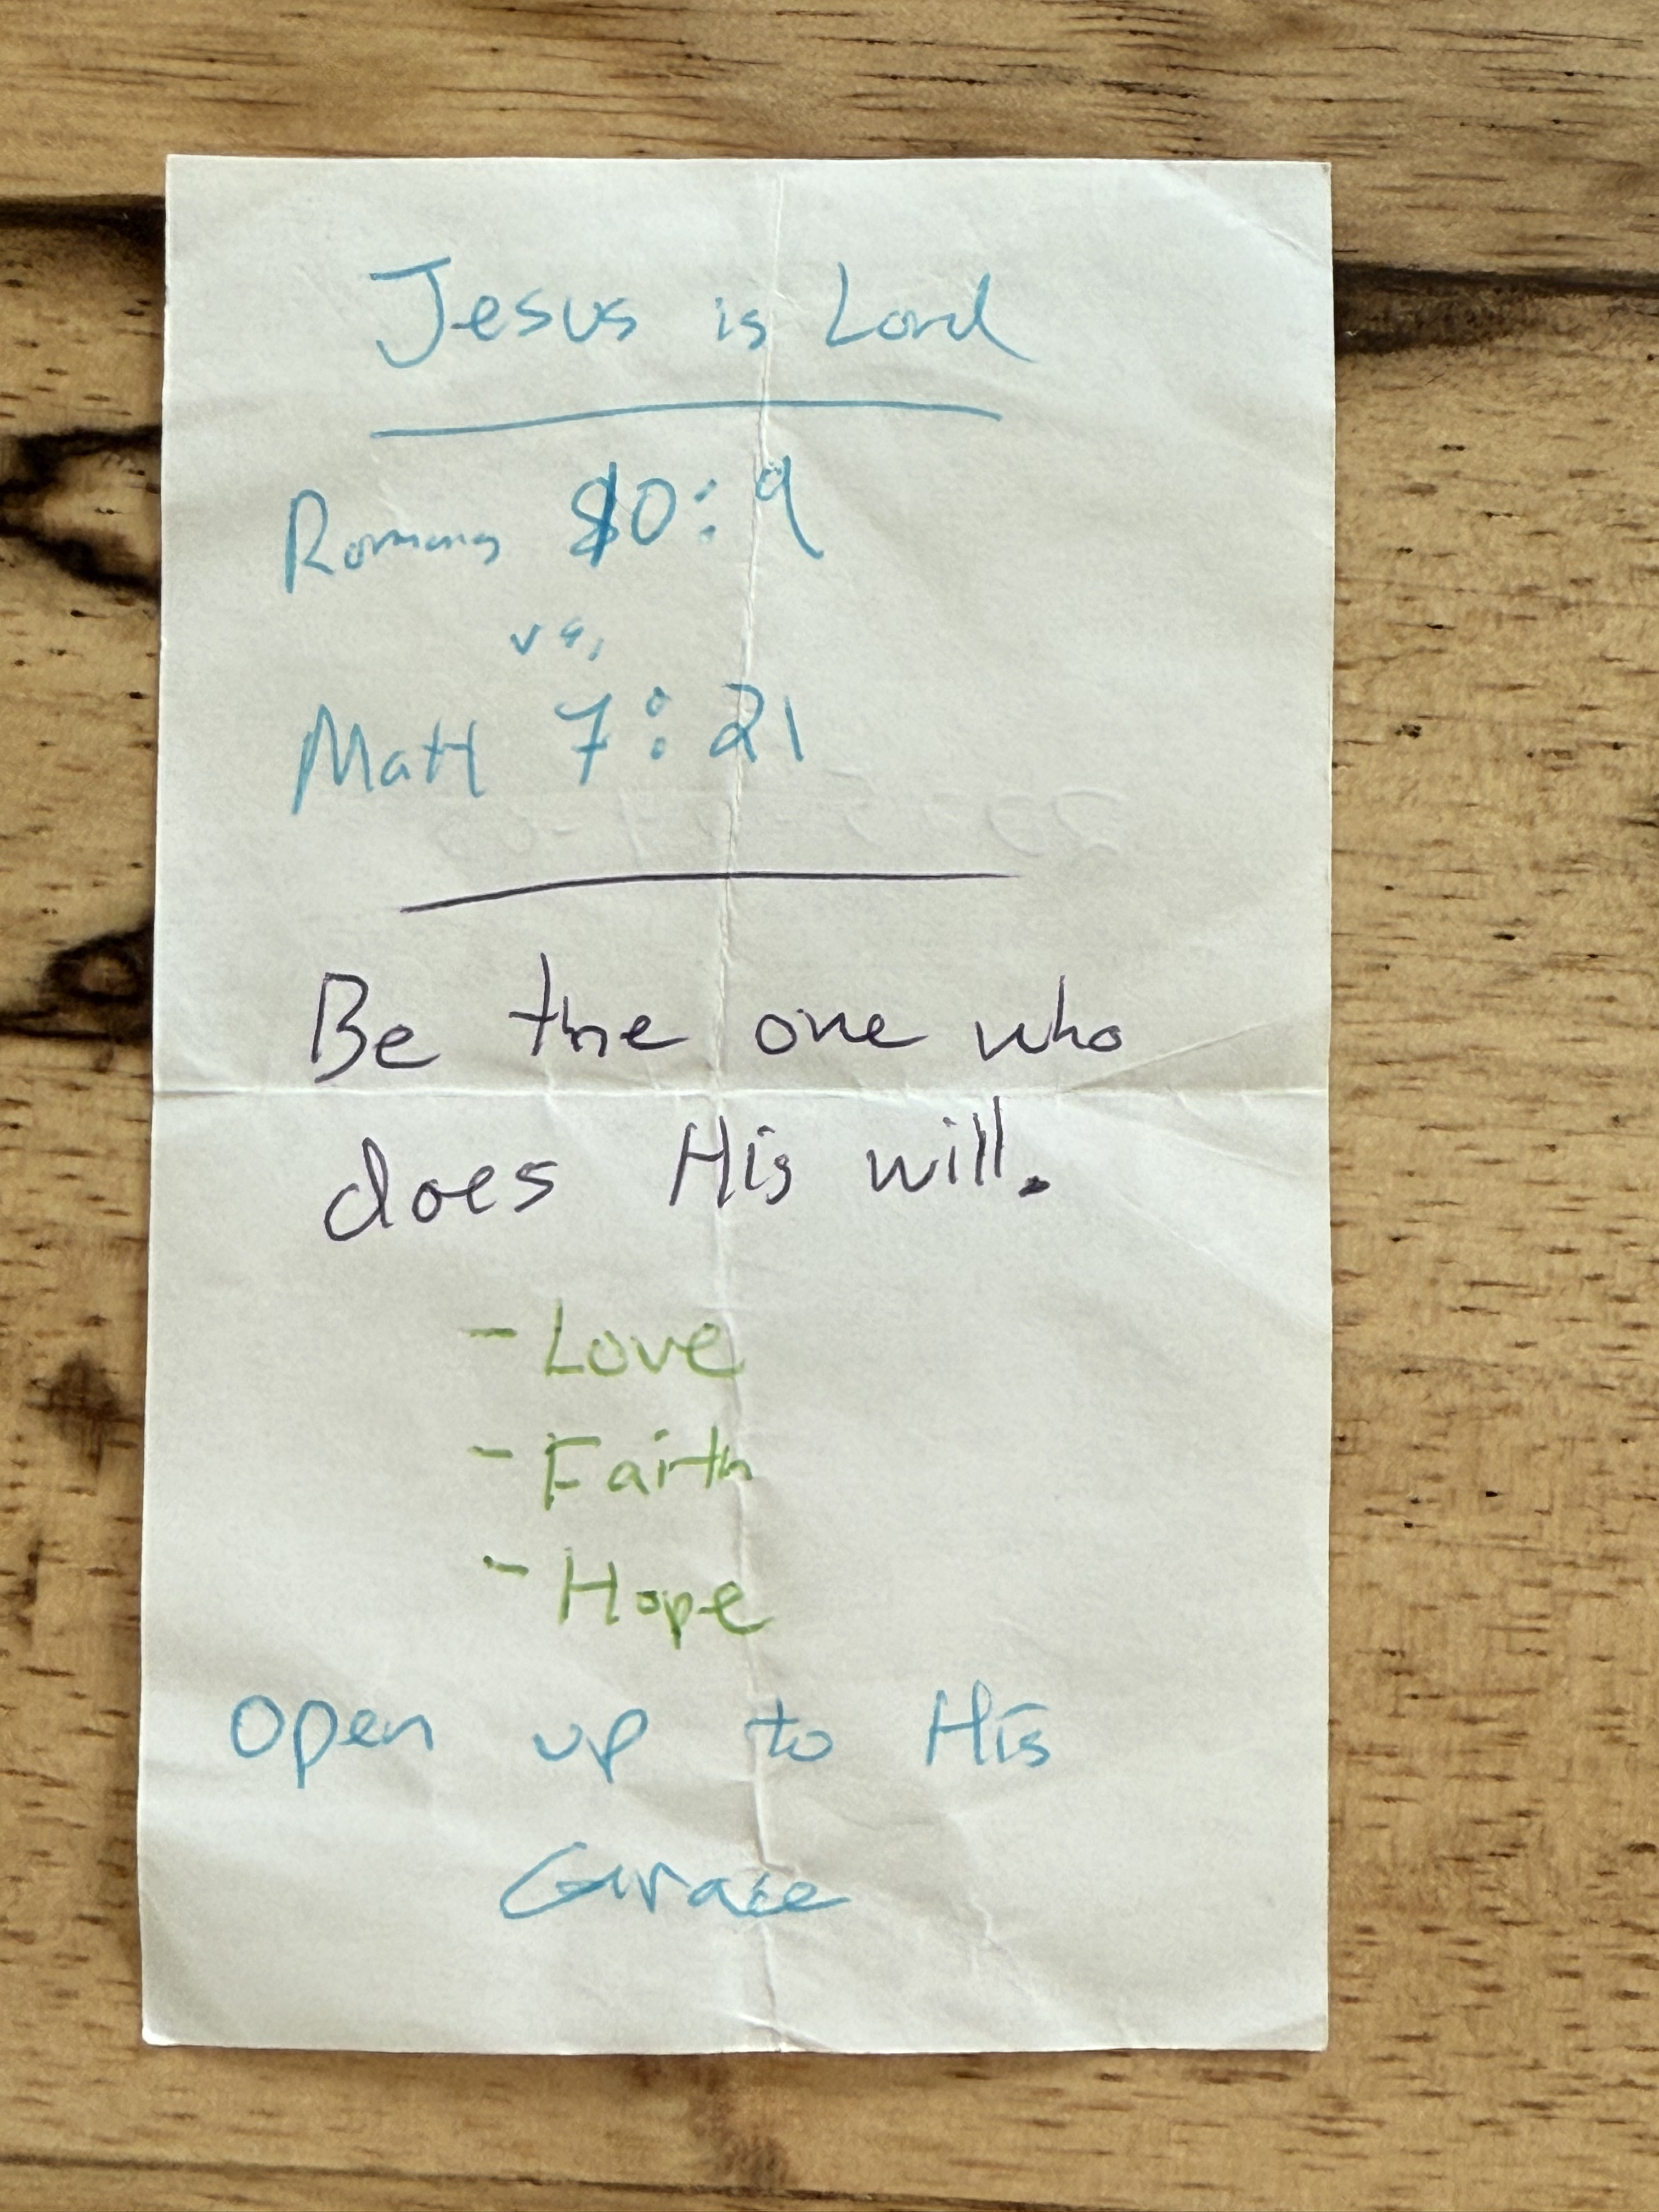 Jesus is Lord
Romans 10:9
vs.
Matt 7:21
Be the one who
does His will.
- Love
- Faith
- Hope
Open up to His
Grace